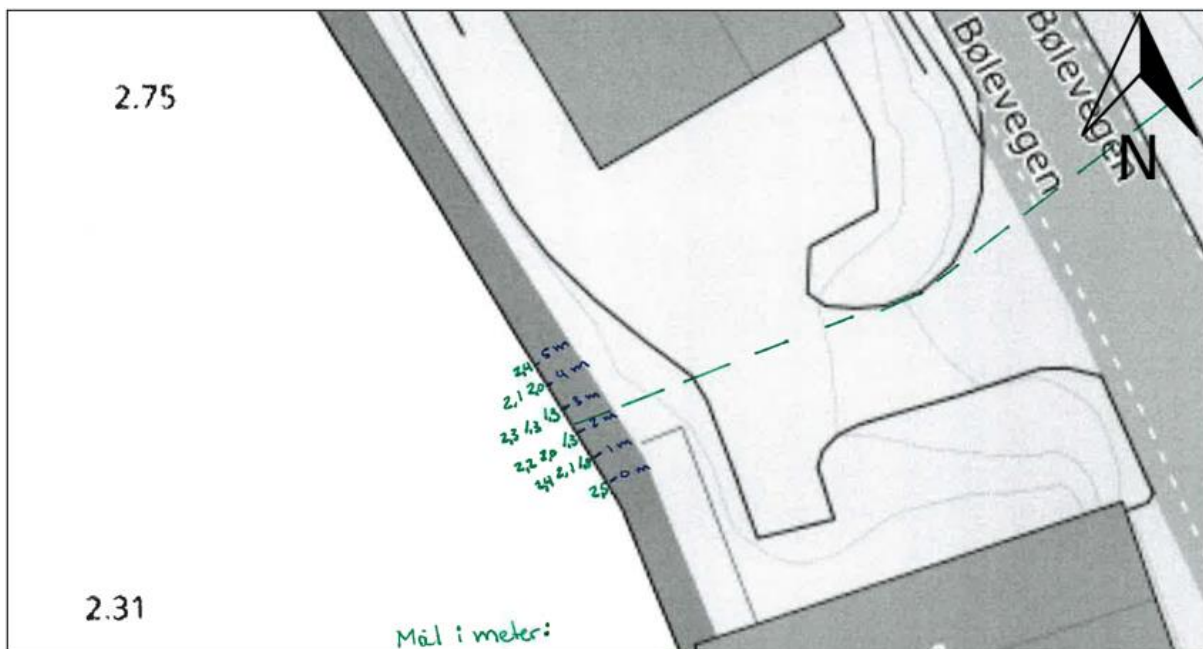 Bølevegen
Bølevegen
2.75
N
2,4 5 m
2,1 2,0 4 m
2,3 1,3 1,3 3 m
2,2 2,0 1,3 2 m
2,4 2,1 1,8 1 m
2,5 0 m
2.31
Mål i meter: